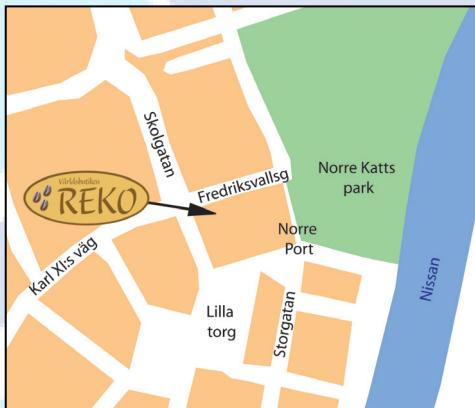 Skolgatan
Fredriksvallsg
Norre Katts
park
Världsbutiken
REKO
Norre
Port
Karl XI:s väg
Nissan
Lilla
torg
Storgatan